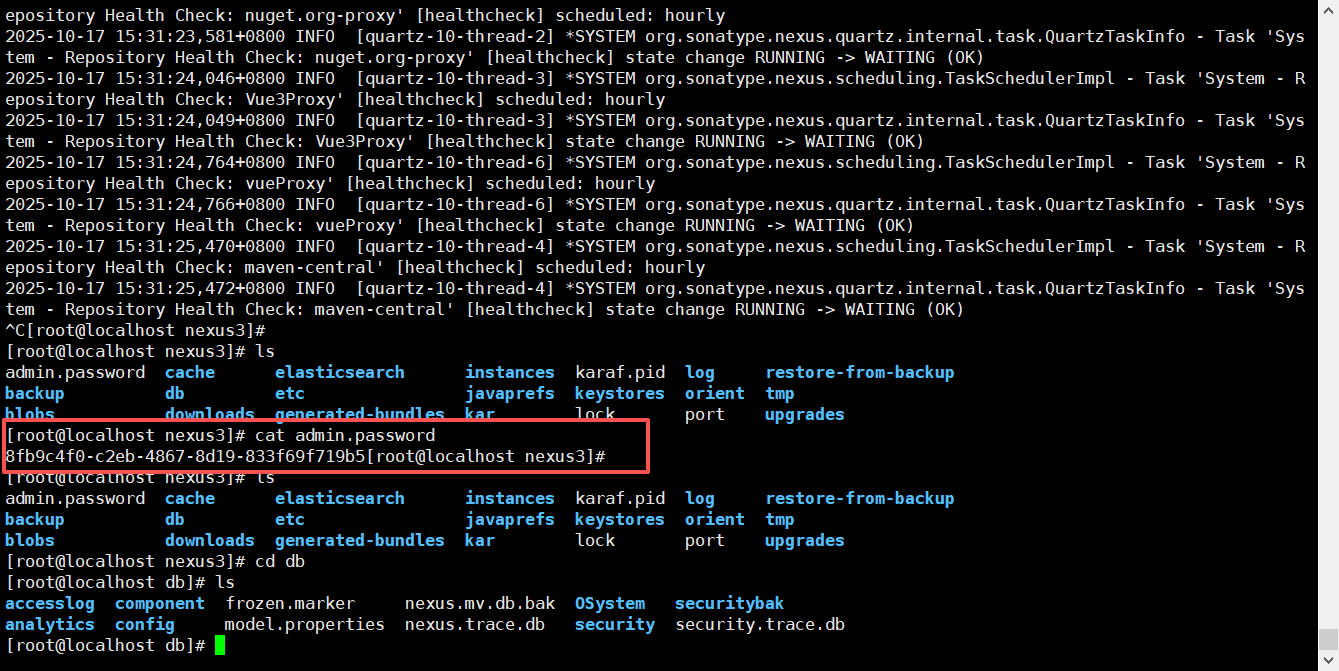 epository Health Check: nuget.org-proxy' [healthcheck] scheduled: hourly
2025-10-17 15:31:23,581+0800 INFO  [quartz-10-thread-2] *SYSTEM org.sonatype.nexus.quartz.internal.task.QuartzTaskInfo - Task 'Sys
tem - Repository Health Check: nuget.org-proxy' [healthcheck] state change RUNNING -> WAITING (OK)
2025-10-17 15:31:24,046+0800 INFO  [quartz-10-thread-3] *SYSTEM org.sonatype.nexus.scheduling.TaskSchedulerImpl - Task 'System - R
epository Health Check: Vue3Proxy' [healthcheck] scheduled: hourly
2025-10-17 15:31:24,049+0800 INFO  [quartz-10-thread-3] *SYSTEM org.sonatype.nexus.quartz.internal.task.QuartzTaskInfo - Task 'Sys
tem - Repository Health Check: Vue3Proxy' [healthcheck] state change RUNNING -> WAITING (OK)
2025-10-17 15:31:24,764+0800 INFO  [quartz-10-thread-6] *SYSTEM org.sonatype.nexus.scheduling.TaskSchedulerImpl - Task 'System - R
epository Health Check: vueProxy' [healthcheck] scheduled: hourly
2025-10-17 15:31:24,766+0800 INFO  [quartz-10-thread-6] *SYSTEM org.sonatype.nexus.quartz.internal.task.QuartzTaskInfo - Task 'Sys
tem - Repository Health Check: vueProxy' [healthcheck] state change RUNNING -> WAITING (OK)
2025-10-17 15:31:25,470+0800 INFO  [quartz-10-thread-4] *SYSTEM org.sonatype.nexus.scheduling.TaskSchedulerImpl - Task 'System - R
epository Health Check: maven-central' [healthcheck] scheduled: hourly
2025-10-17 15:31:25,472+0800 INFO  [quartz-10-thread-4] *SYSTEM org.sonatype.nexus.quartz.internal.task.QuartzTaskInfo - Task 'Sys
tem - Repository Health Check: maven-central' [healthcheck] state change RUNNING -> WAITING (OK)
^C[root@localhost nexus3]#
[root@localhost nexus3]# ls
admin.password  cache      elasticsearch      instances  karaf.pid  log     restore-from-backup
backup          db         etc                javaprefs  keystores  orient  tmp
blobs           downloads  generated-bundles  kar        lock       port    upgrades
[root@localhost nexus3]# cat admin.password
8fb9c4f0-c2eb-4867-8d19-833f69f719b5[root@localhost nexus3]#
[root@localhost nexus3]# ls
admin.password  cache      elasticsearch      instances  karaf.pid  log     restore-from-backup
backup          db         etc                javaprefs  keystores  orient  tmp
blobs           downloads  generated-bundles  kar        lock       port    upgrades
[root@localhost nexus3]# cd db
[root@localhost db]# ls
accesslog  component  frozen.marker     nexus.mv.db.bak  OSystem   securitybak
analytics  config     model.properties  nexus.trace.db   security  security.trace.db
[root@localhost db]#